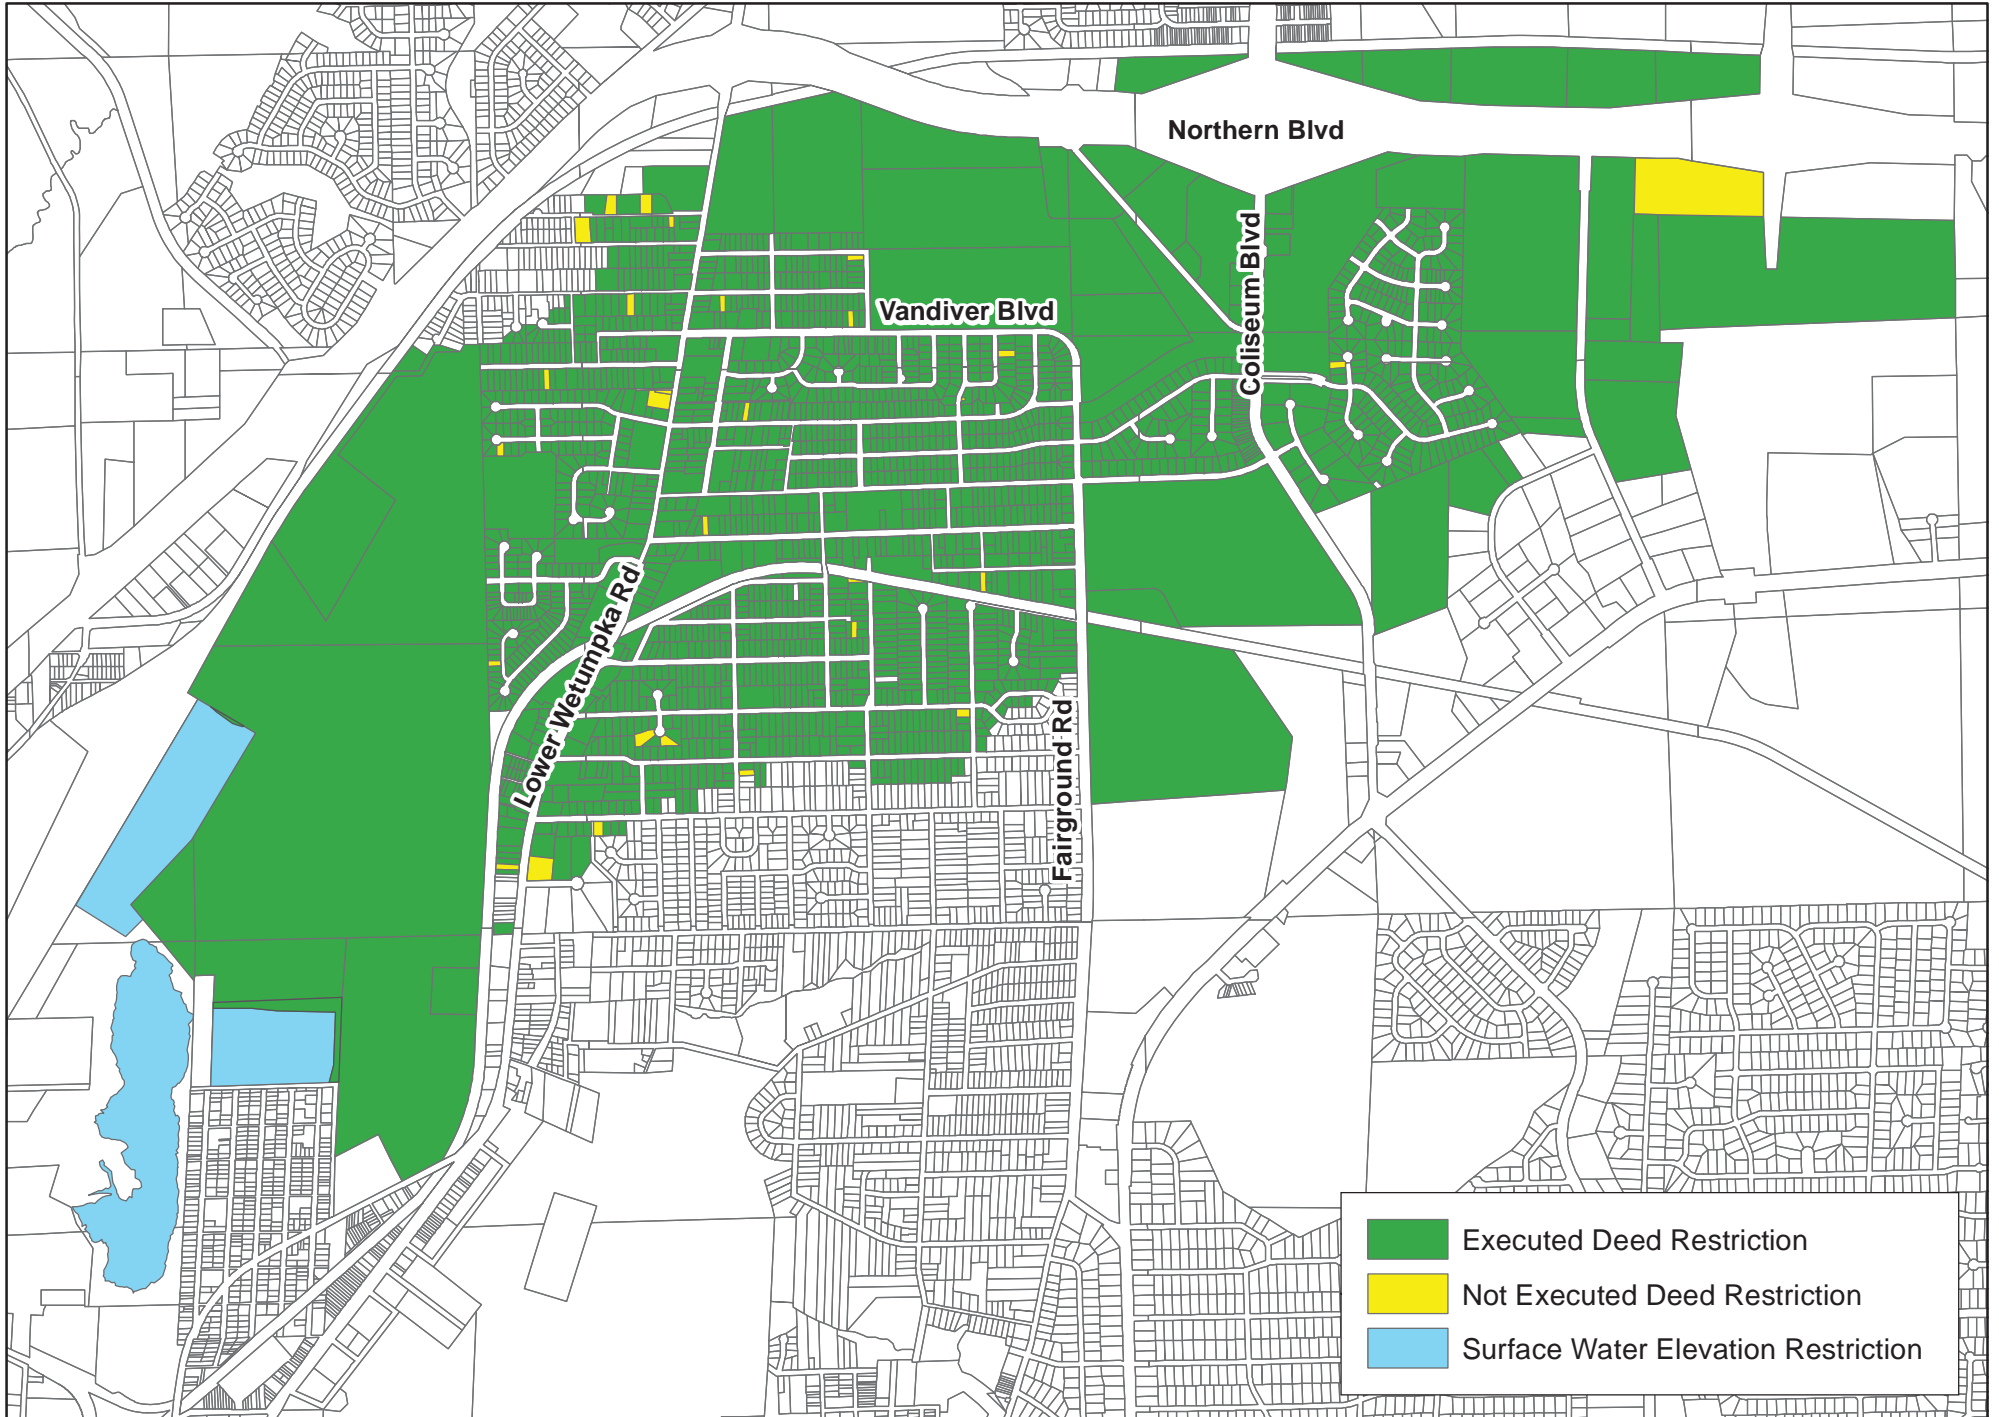 Northern Blvd
Coliseum Blvd
Vandiver Blvd
Lower Wetumpka Rd
Fairground Rd
Executed Deed Restriction
Not Executed Deed Restriction
Surface Water Elevation Restriction